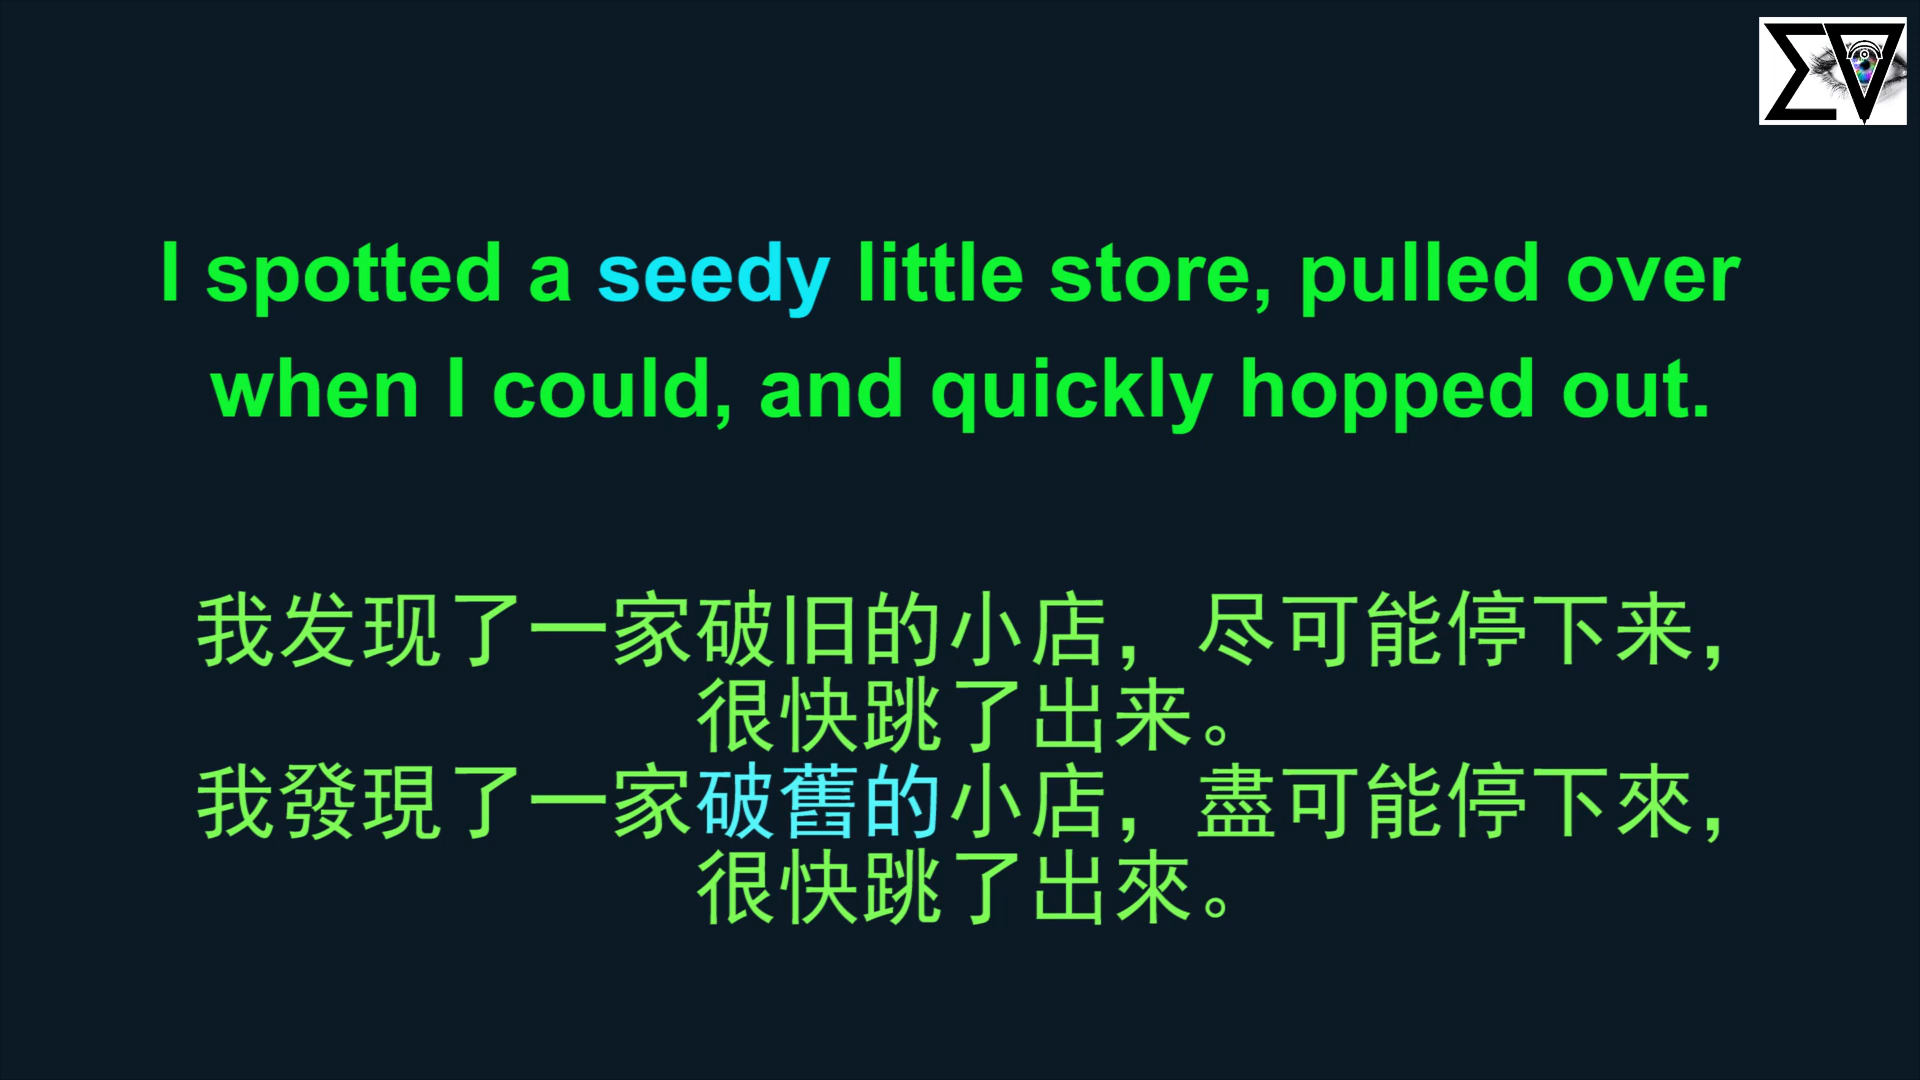 I spotted a seedy little store, pulled over
when I could, and quickly hopped out.
我发现了一家破旧的小店，尽可能停下来，
很快跳了出来。
我發現了一家破舊的小店，盡可能停下來，
很快跳了出來。